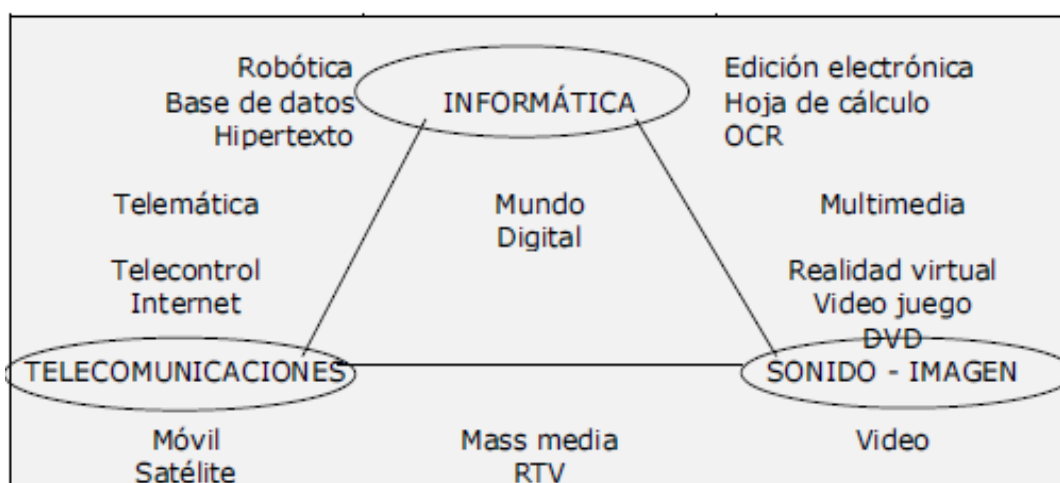 Robótica
Base de datos
Hipertexto
INFORMÁTICA
Edición electrónica
Hoja de cálculo
OCR
Telemática
Mundo
Digital
Multimedia
Telecontrol
Internet
Realidad virtual
Video juego
DVD
TELECOMUNICACIONES
SONIDO - IMAGEN
Móvil
Satélite
Mass media
RTV
Video